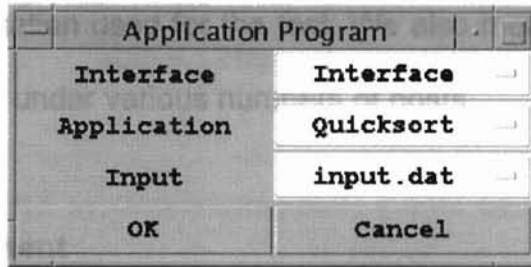 Application Program
Interface Interface
Application Quicksort
Input input.dat
OK Cancel